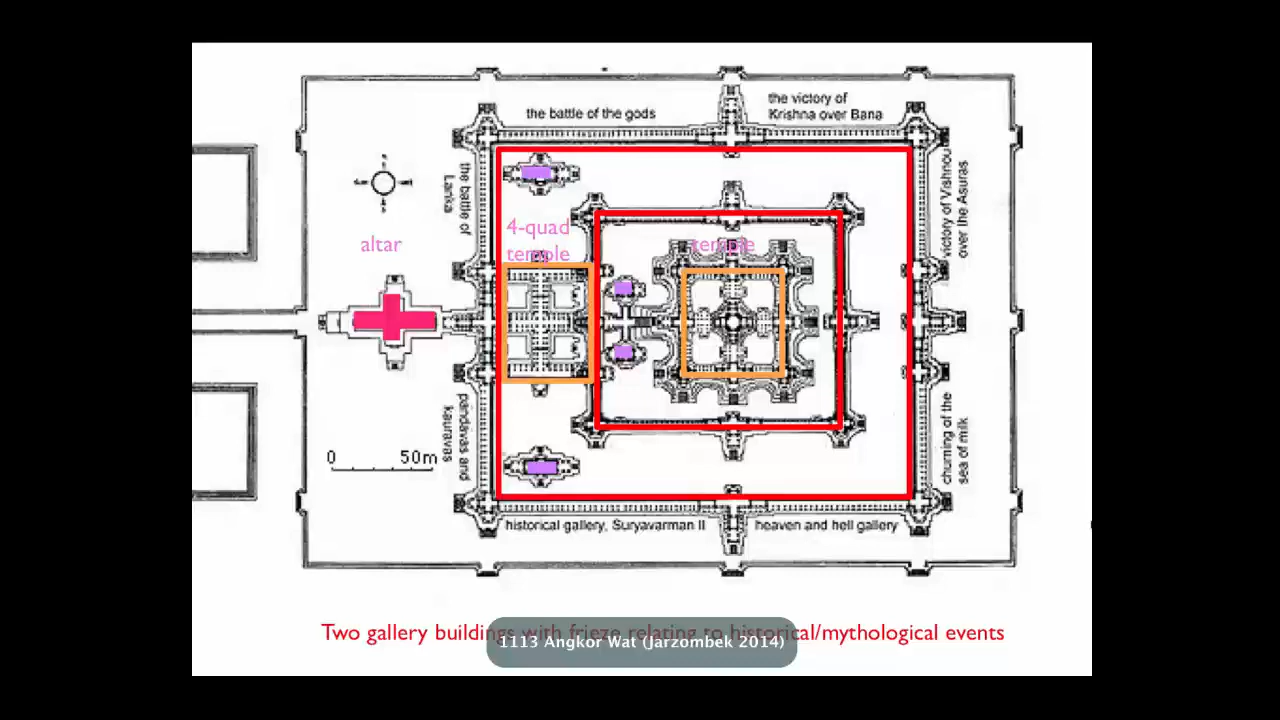 the battle of the gods
the victory of
Krishna over Bana
the battle of
Lanka
victory of Vishnou
over the Asuras
altar
4-quad
temple
temple
pandavas and
kauravas
0 50m
churning of the
sea of milk
historical gallery, Suryavarman II
heaven and hell gallery
Two gallery buildings with frieze relating to historical/mythological events
1113 Angkor Wat (Jarzombek 2014)